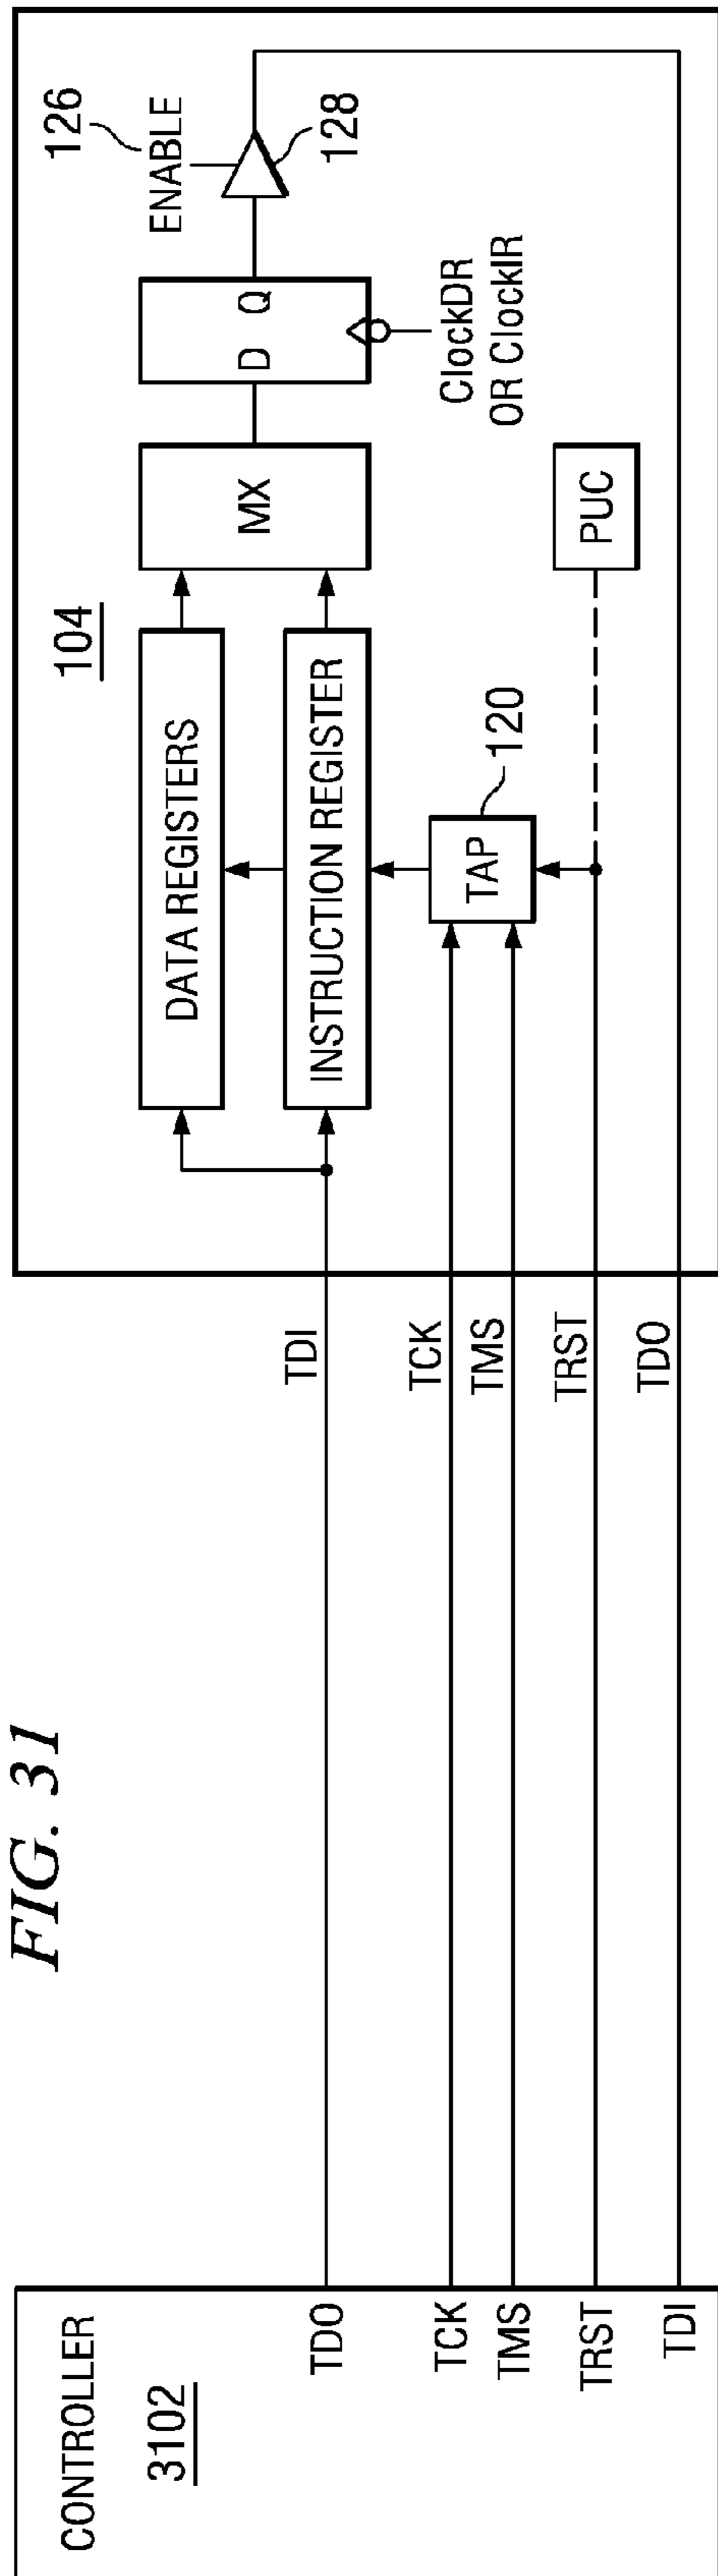 FIG. 31
CONTROLLER
3102
TDO
TCK
TMS
TRST
TDI
TDI
TCK
TMS
TRST
TDO
104
DATA REGISTERS
INSTRUCTION REGISTER
TAP
120
PUC
MX
D Q
ClockDR
OR ClockIR
ENABLE
126
128